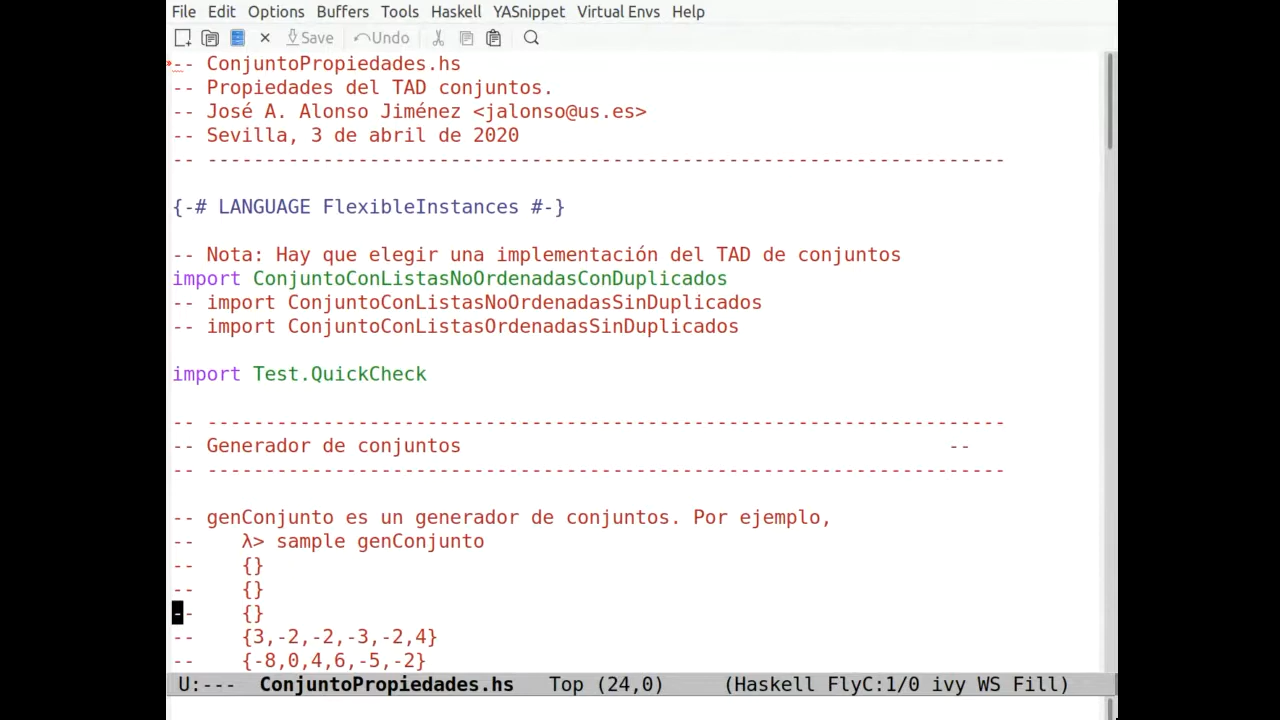 File Edit Options Buffers Tools Haskell YASnippet Virtual Envs Help
Save Undo
-- ConjuntoPropiedades.hs
-- Propiedades del TAD conjuntos.
-- José A. Alonso Jiménez <jalonso@us.es>
-- Sevilla, 3 de abril de 2020
-- ---------------------------------------------------------------------
{-# LANGUAGE FlexibleInstances #-}
-- Nota: Hay que elegir una implementación del TAD de conjuntos
import ConjuntoConListasNoOrdenadasConDuplicados
-- import ConjuntoConListasNoOrdenadasSinDuplicados
-- import ConjuntoConListasOrdenadasSinDuplicados
import Test.QuickCheck
-- ---------------------------------------------------------------------
-- Generador de conjuntos                                          --
-- ---------------------------------------------------------------------
-- genConjunto es un generador de conjuntos. Por ejemplo,
--    λ> sample genConjunto
--    {}
--    {}
--    {}
--    {3,-2,-2,-3,-2,4}
--    {-8,0,4,6,-5,-2}
U:--- ConjuntoPropiedades.hs Top (24,0) (Haskell FlyC:1/0 ivy WS Fill)